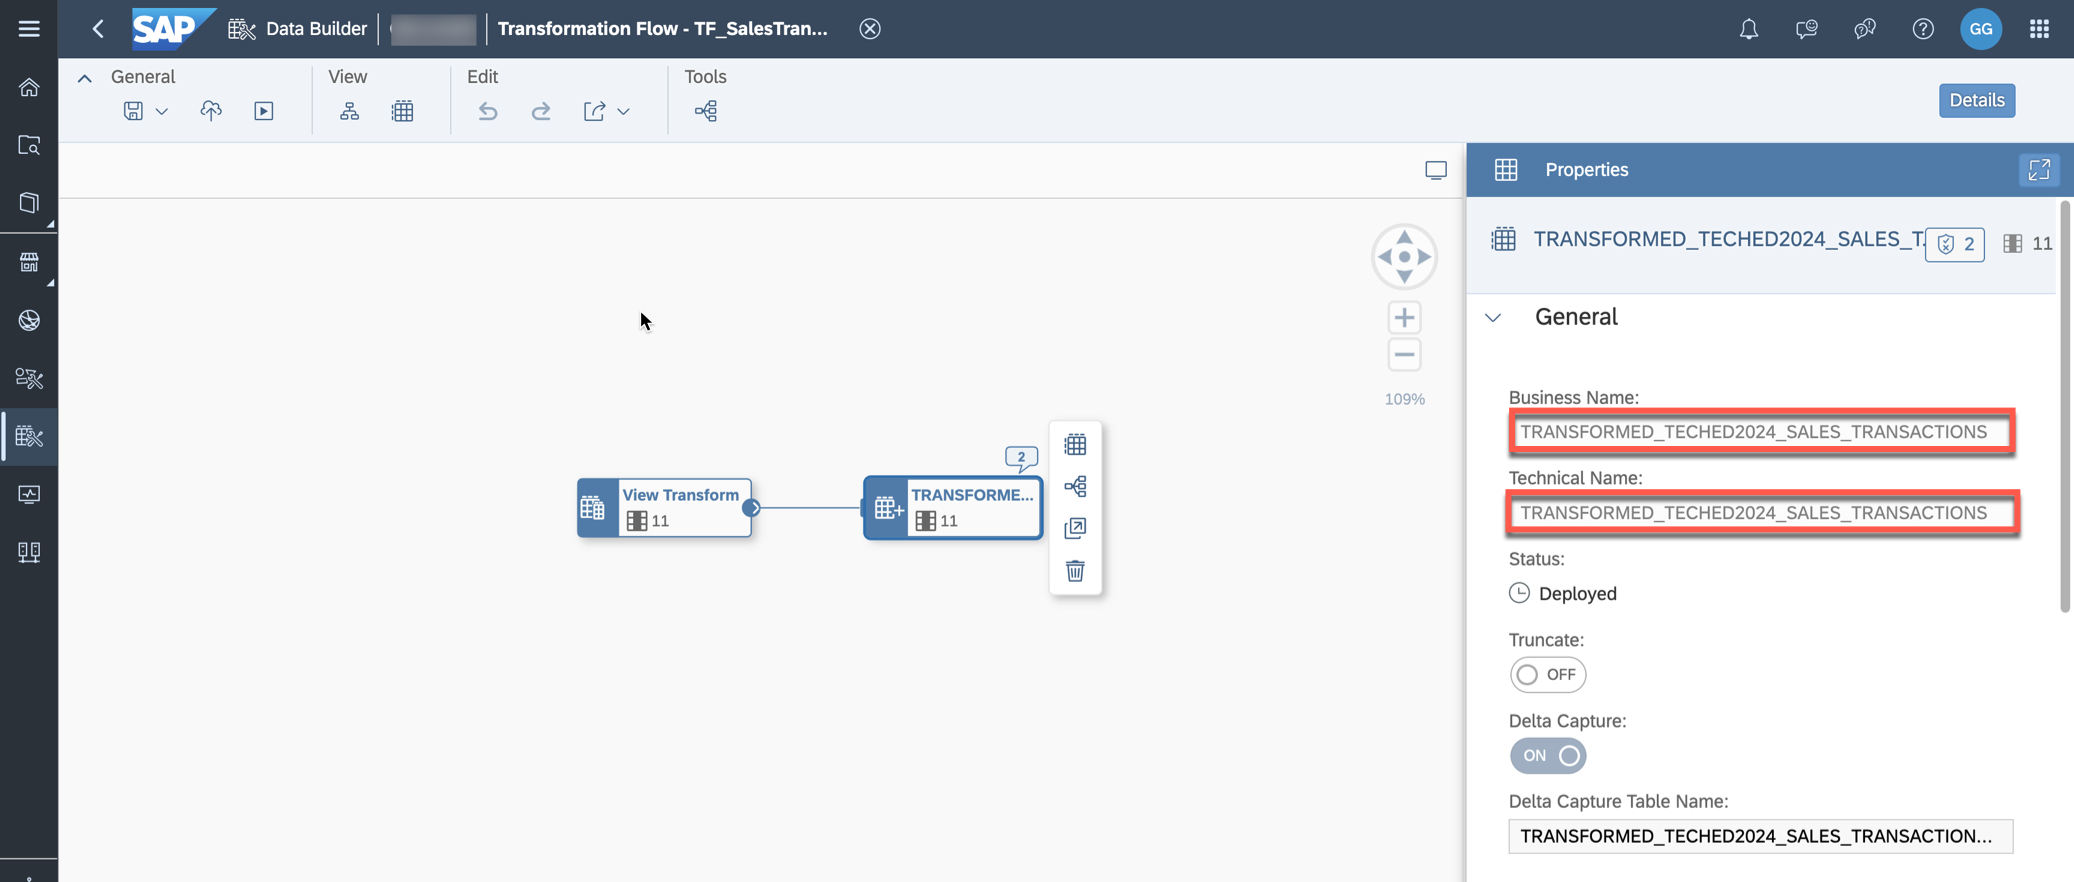 SAP Data Builder Transformation Flow - TF_SalesTran... GG
General View Edit Tools
Details
Properties
TRANSFORMED_TECHED2024_SALES_T... 2 11
General
109%
Business Name:
TRANSFORMED_TECHED2024_SALES_TRANSACTIONS
Technical Name:
TRANSFORMED_TECHED2024_SALES_TRANSACTIONS
2
View Transform
11
TRANSFORME...
11
Status:
Deployed
Truncate:
OFF
Delta Capture:
ON
Delta Capture Table Name:
TRANSFORMED_TECHED2024_SALES_TRANSACTION...